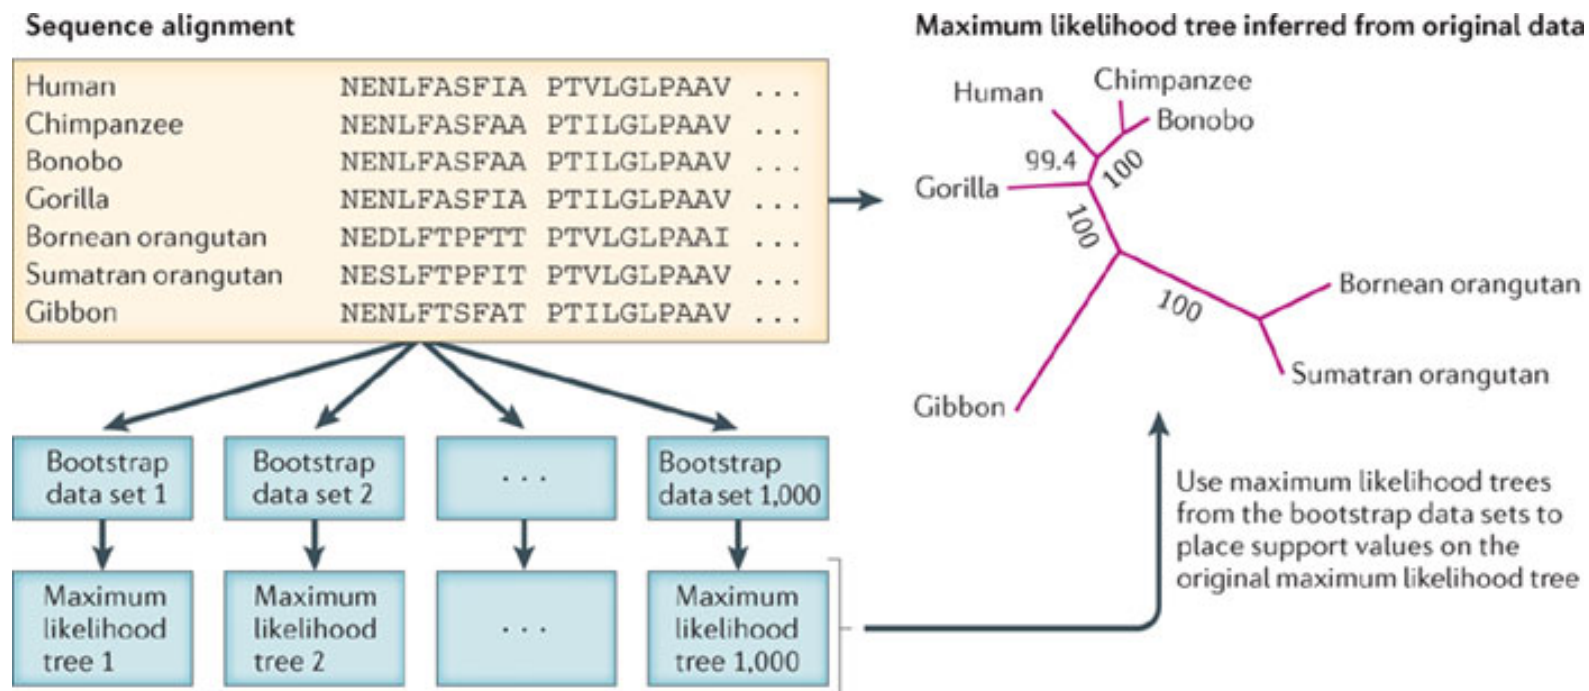 Sequence alignment
Human NENLFASFIA PTVLGLPAAV ...
Chimpanzee NENLFASFAA PTILGLPAAV ...
Bonobo NENLFASFAA PTILGLPAAV ...
Gorilla NENLFASFIA PTILGLPAAV ...
Bornean orangutan NEDLFTPFTT PTVLGLPAAI ...
Sumatran orangutan NESLFTPFIT PTVLGLPAAV ...
Gibbon NENLFTSFAT PTILGLPAAV ...
Bootstrap
data set 1
Bootstrap
data set 2
...
Bootstrap
data set 1,000
Maximum
likelihood
tree 1
Maximum
likelihood
tree 2
...
Maximum
likelihood
tree 1,000
Maximum likelihood tree inferred from original data
Chimpanzee
Human
Bonobo
99.4
100
Gorilla
100
100
Bornean orangutan
Sumatran orangutan
Gibbon
Use maximum likelihood trees
from the bootstrap data sets to
place support values on the
original maximum likelihood tree